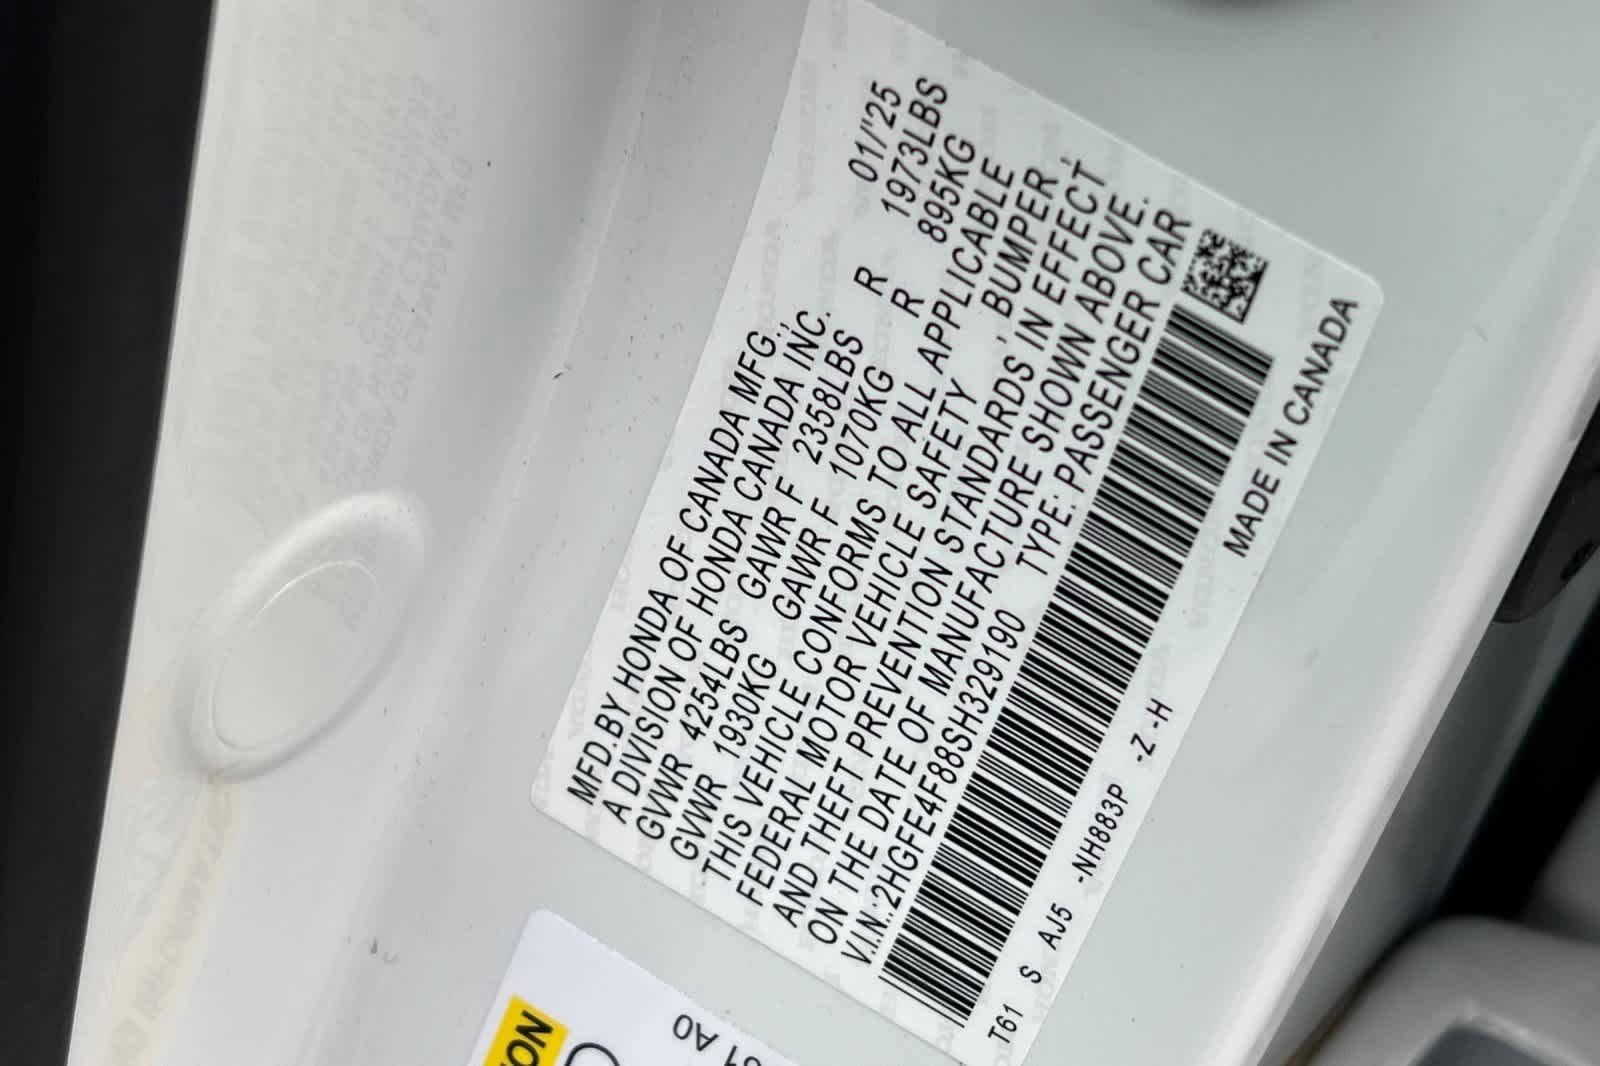 MFD.BY HONDA OF CANADA MFG.,
A DIVISION OF HONDA CANADA INC. 01/'25
GVWR 4254LBS GAWR F 2358LBS R 1973LBS
GVWR 1930KG GAWR F 1070KG R 895KG
THIS VEHICLE CONFORMS TO ALL APPLICABLE
FEDERAL MOTOR VEHICLE SAFETY, BUMPER,
AND THEFT PREVENTION STANDARDS IN EFFECT
ON THE DATE OF MANUFACTURE SHOWN ABOVE.
V.I.N.:2HGFE4F88SH329190 TYPE: PASSENGER CAR
T61 S AJ5 -NH883P -Z -H MADE IN CANADA
A0